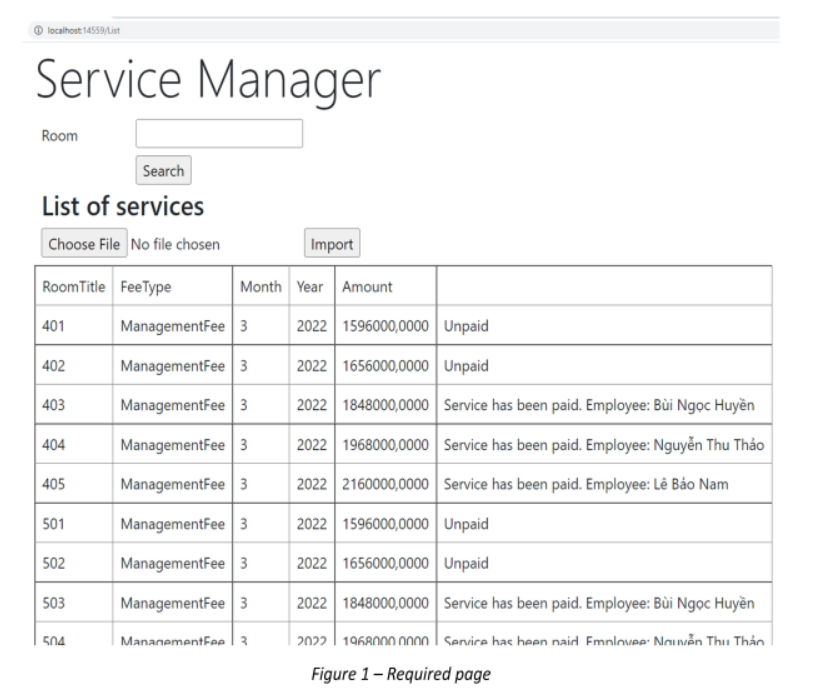 localhost:14559/List
Service Manager
Room
Search
List of services
Choose File No file chosen Import
RoomTitle FeeType Month Year Amount
401 ManagementFee 3 2022 1596000,0000 Unpaid
402 ManagementFee 3 2022 1656000,0000 Unpaid
403 ManagementFee 3 2022 1848000,0000 Service has been paid. Employee: Bùi Ngọc Huyền
404 ManagementFee 3 2022 1968000,0000 Service has been paid. Employee: Nguyễn Thu Thảo
405 ManagementFee 3 2022 2160000,0000 Service has been paid. Employee: Lê Bảo Nam
501 ManagementFee 3 2022 1596000,0000 Unpaid
502 ManagementFee 3 2022 1656000,0000 Unpaid
503 ManagementFee 3 2022 1848000,0000 Service has been paid. Employee: Bùi Ngọc Huyền
504 ManagementFee 3 2022 1968000,0000 Service has been paid. Employee: Nguyễn Thu Thảo
Figure 1 – Required page